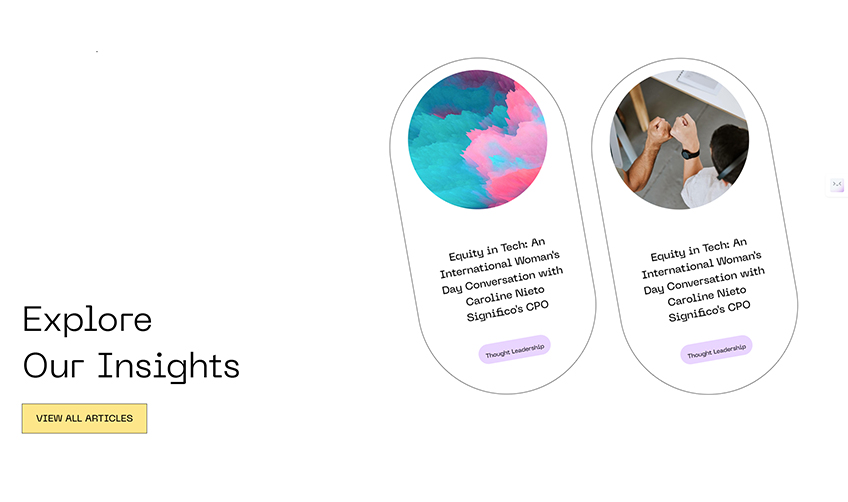 Explore
Our Insights
VIEW ALL ARTICLES
Equity in Tech: An
International Woman's
Day Conversation with
Caroline Nieto
Significo's CPO
Thought Leadership
Equity in Tech: An
International Woman's
Day Conversation with
Caroline Nieto
Significo's CPO
Thought Leadership